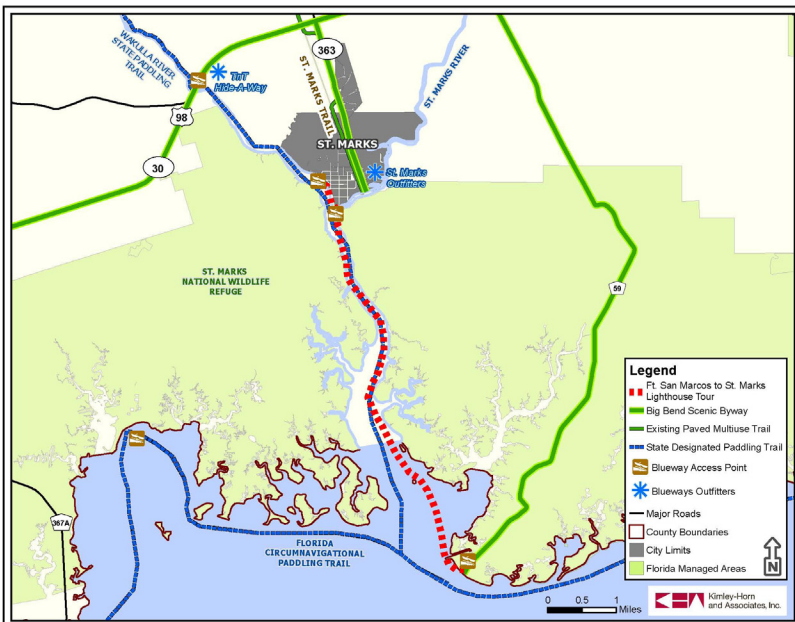 WAKULLA RIVER
STATE PADDLING
TRAIL
TnT
Hide-A-Way
363
ST. MARKS TRAIL
ST. MARKS RIVER
98
30
ST. MARKS
St. Marks
Outfitters
ST. MARKS
NATIONAL WILDLIFE
REFUGE
59
367A
FLORIDA
CIRCUMNAVIGATIONAL
PADDLING TRAIL
Legend
Ft. San Marcos to St. Marks
Lighthouse Tour
Big Bend Scenic Byway
Existing Paved Multiuse Trail
State Designated Paddling Trail
Blueway Access Point
Blueways Outfitters
Major Roads
County Boundaries
City Limits
Florida Managed Areas
N
0 0.5 1
Miles
Kimley-Horn
and Associates, Inc.